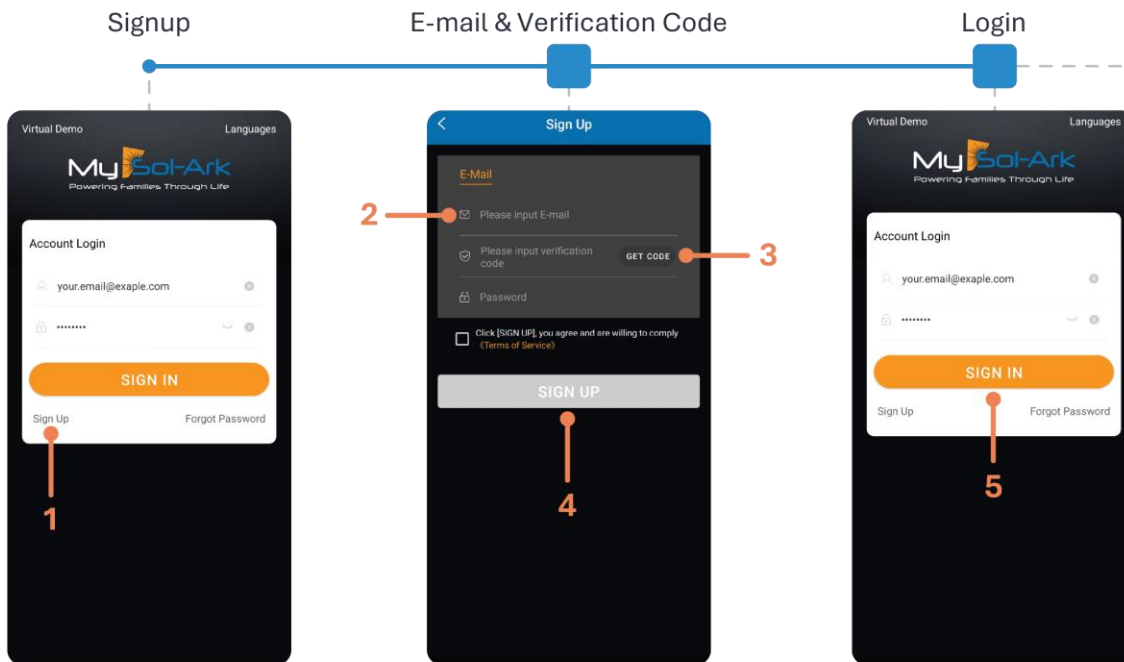 Signup
E-mail & Verification Code
Login
Virtual Demo
Languages
My Sol-Ark
Powering Families Through Life
Account Login
your.email@exaple.com
••••••••
SIGN IN
Sign Up
Forgot Password
1
Sign Up
E-Mail
2
Please input E-mail
Please input verification
code
GET CODE
3
Password
Click [SIGN UP], you agree and are willing to comply
《Terms of Service》
SIGN UP
4
Virtual Demo
Languages
My Sol-Ark
Powering Families Through Life
Account Login
your.email@exaple.com
••••••••
SIGN IN
Sign Up
Forgot Password
5